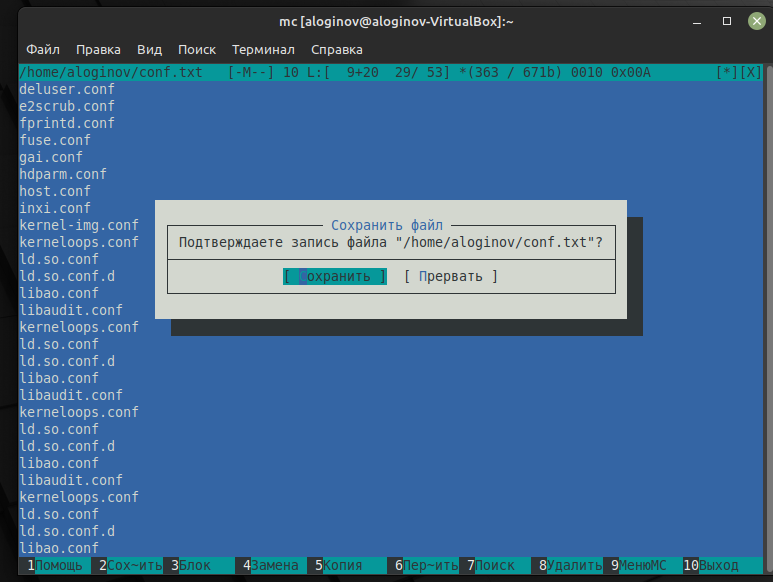 mc [aloginov@aloginov-VirtualBox]:~
Файл Правка Вид Поиск Терминал Справка
/home/aloginov/conf.txt [-M--] 10 L:[ 9+20 29/ 53] *(363 / 671b) 0010 0x00A [*][X]
deluser.conf
e2scrub.conf
fprintd.conf
fuse.conf
gai.conf
hdparm.conf
host.conf
inxi.conf
kernel-img.conf
kerneloops.conf
ld.so.conf
ld.so.conf.d
libao.conf
libaudit.conf
kerneloops.conf
ld.so.conf
ld.so.conf.d
libao.conf
libaudit.conf
kerneloops.conf
ld.so.conf
ld.so.conf.d
libao.conf
libaudit.conf
kerneloops.conf
ld.so.conf
ld.so.conf.d
libao.conf
Сохранить файл
Подтверждаете запись файла "/home/aloginov/conf.txt"?
[ Сохранить ] [ Прервать ]
1Помощь 2Сох~ить 3Блок 4Замена 5Копия 6Пер~ить 7Поиск 8Удалить 9МенюМС 10Выход